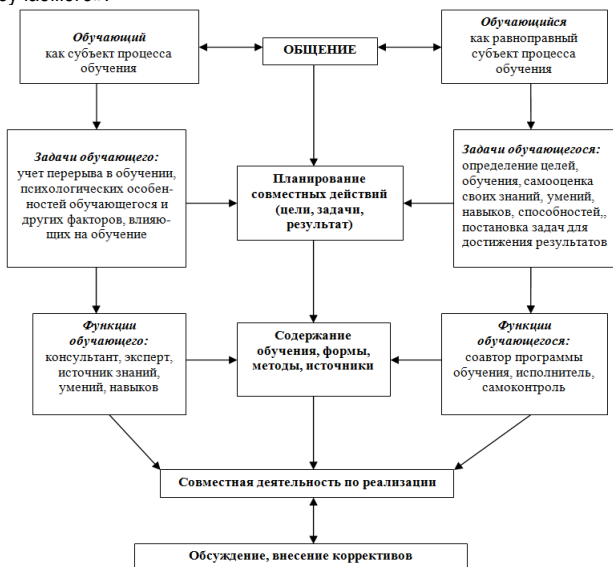 Обучающий
как субъект процесса
обучения
ОБЩЕНИЕ
Обучающийся
как равноправный
субъект процесса
обучения
Задачи обучающего:
учет перерыва в обучении,
психологических особен-
ностей обучающегося и
других факторов, влияю-
щих на обучение
Планирование
совместных действий
(цели, задачи,
результат)
Задачи обучающегося:
определение целей,
обучения, самооценка
своих знаний, умений,
навыков, способностей,,
постановка задач для
достижения результатов
Функции
обучающего:
консультант, эксперт,
источник знаний,
умений, навыков
Содержание
обучения, формы,
методы, источники
Функции
обучающегося:
соавтор программы
обучения, исполнитель,
самоконтроль
Совместная деятельность по реализации
Обсуждение, внесение коррективов